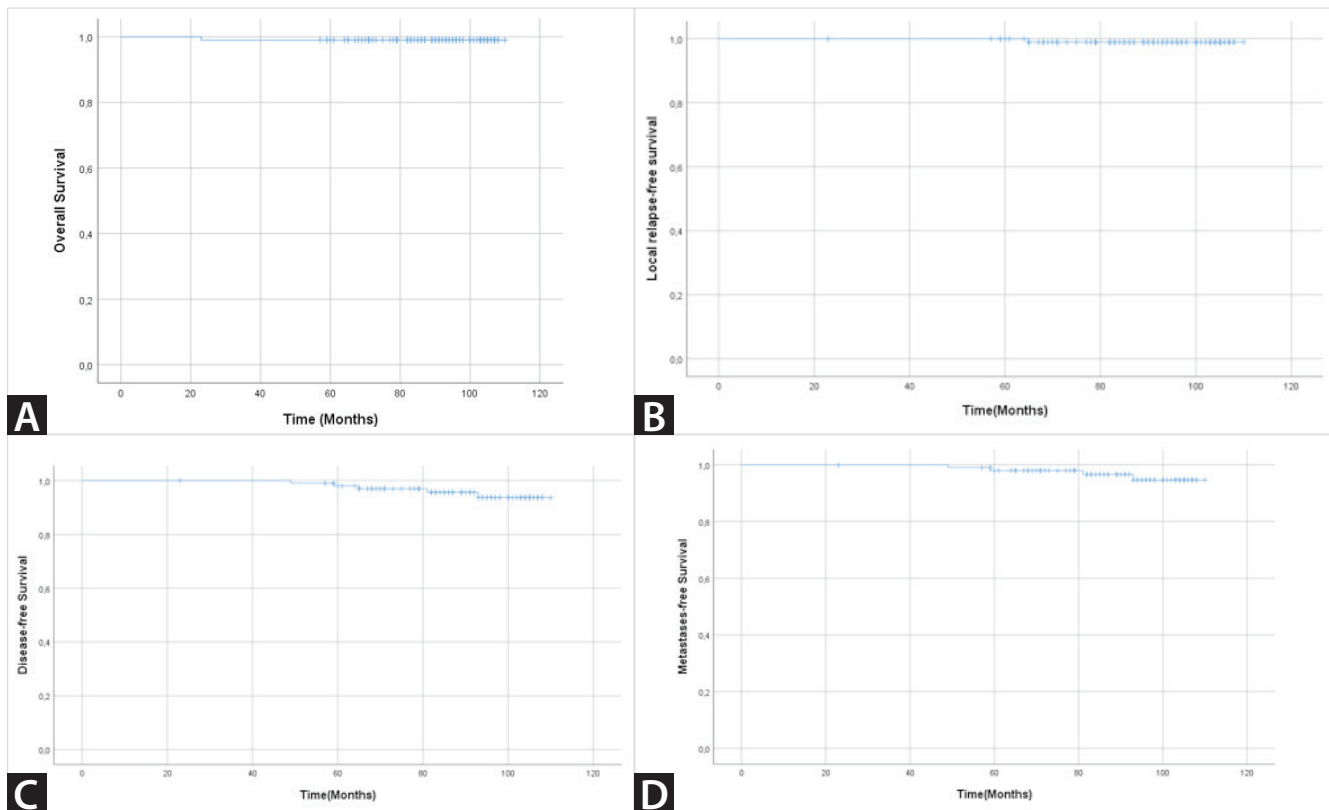 Overall Survival
1,0
0,8
0,6
0,4
0,2
0,0
0 20 40 60 80 100 120
Time (Months)
A
Local relapse-free survival
1,0
0,8
0,6
0,4
0,2
0,0
0 20 40 60 80 100 120
Time(Months)
B
Disease-free Survival
1,0
0,8
0,6
0,4
0,2
0,0
0 20 40 60 80 100 120
Time(Months)
C
Metastases-free Survival
1,0
0,8
0,6
0,4
0,2
0,0
0 20 40 60 80 100 120
Time(Months)
D